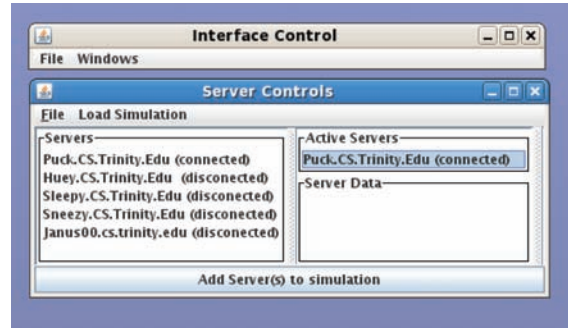 Interface Control
File Windows
Server Controls
File Load Simulation
Servers
Puck.CS.Trinity.Edu (connected)
Huey.CS.Trinity.Edu (disconected)
Sleepy.CS.Trinity.Edu (disconected)
Sneezy.CS.Trinity.Edu (disconected)
Janus00.cs.trinity.edu (disconected)
Active Servers
Puck.CS.Trinity.Edu (connected)
Server Data
Add Server(s) to simulation